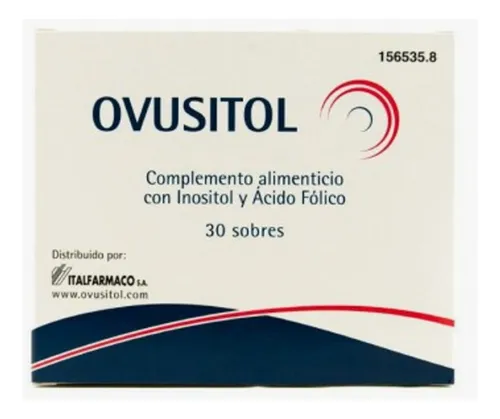 156535.8
OVUSITOL
Complemento alimenticio
con Inositol y Ácido Fólico
30 sobres
Distribuido por:
ITALFARMACO S.A.
www.ovusitol.com